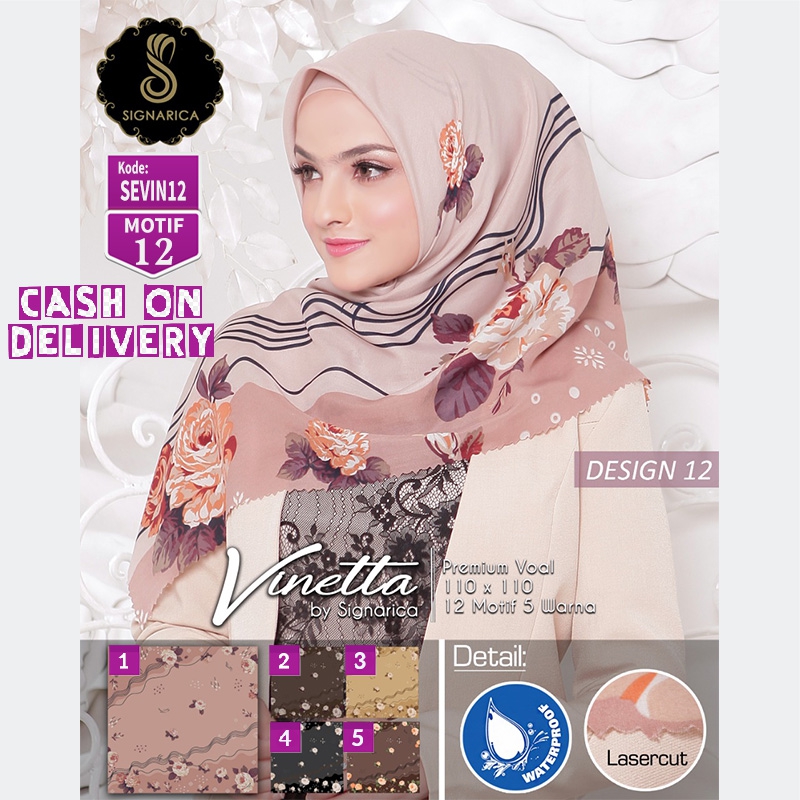 SIGNARICA
Kode:
SEVIN12
MOTIF
12
CASH ON
DELIVERY
DESIGN 12
Vinetta
by Signarica
Premium Voal
110 x 110
12 Motif 5 Warna
1
2
3
4
5
Detail:
WATERPROOF
Lasercut